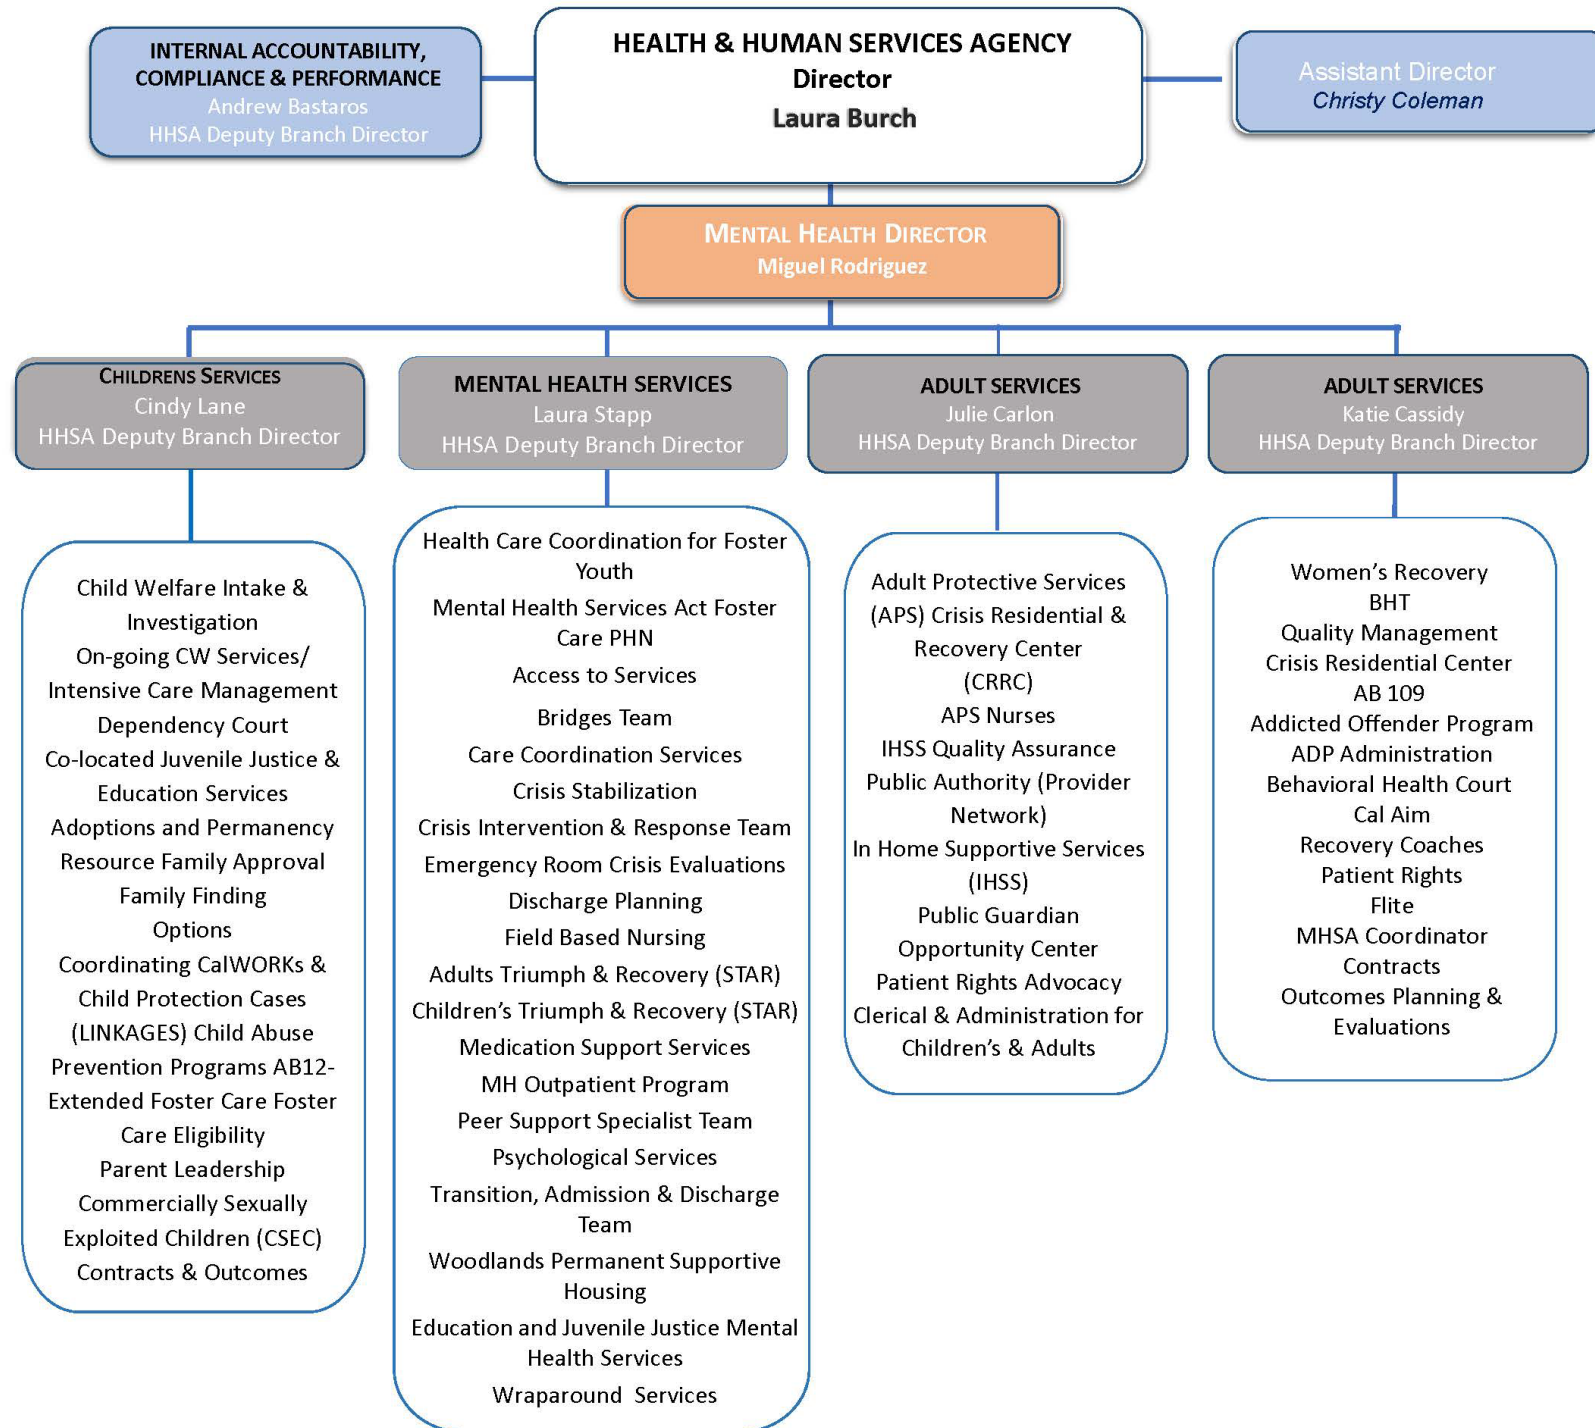 INTERNAL ACCOUNTABILITY,
COMPLIANCE & PERFORMANCE
Andrew Bastaros
HHSA Deputy Branch Director
HEALTH & HUMAN SERVICES AGENCY
Director
Laura Burch
Assistant Director
Christy Coleman
MENTAL HEALTH DIRECTOR
Miguel Rodriguez
CHILDRENS SERVICES
Cindy Lane
HHSA Deputy Branch Director
MENTAL HEALTH SERVICES
Laura Stapp
HHSA Deputy Branch Director
ADULT SERVICES
Julie Carlon
HHSA Deputy Branch Director
ADULT SERVICES
Katie Cassidy
HHSA Deputy Branch Director
Child Welfare Intake &
Investigation
On-going CW Services/
Intensive Care Management
Dependency Court
Co-located Juvenile Justice &
Education Services
Adoptions and Permanency
Resource Family Approval
Family Finding
Options
Coordinating CalWORKs &
Child Protection Cases
(LINKAGES) Child Abuse
Prevention Programs AB12-
Extended Foster Care Foster
Care Eligibility
Parent Leadership
Commercially Sexually
Exploited Children (CSEC)
Contracts & Outcomes
Health Care Coordination for Foster
Youth
Mental Health Services Act Foster
Care PHN
Access to Services
Bridges Team
Care Coordination Services
Crisis Stabilization
Crisis Intervention & Response Team
Emergency Room Crisis Evaluations
Discharge Planning
Field Based Nursing
Adults Triumph & Recovery (STAR)
Children's Triumph & Recovery (STAR)
Medication Support Services
MH Outpatient Program
Peer Support Specialist Team
Psychological Services
Transition, Admission & Discharge
Team
Woodlands Permanent Supportive
Housing
Education and Juvenile Justice Mental
Health Services
Wraparound Services
Adult Protective Services
(APS) Crisis Residential &
Recovery Center
(CRRC)
APS Nurses
IHSS Quality Assurance
Public Authority (Provider
Network)
In Home Supportive Services
(IHSS)
Public Guardian
Opportunity Center
Patient Rights Advocacy
Clerical & Administration for
Children's & Adults
Women's Recovery
BHT
Quality Management
Crisis Residential Center
AB 109
Addicted Offender Program
ADP Administration
Behavioral Health Court
Cal Aim
Recovery Coaches
Patient Rights
Flite
MHSA Coordinator
Contracts
Outcomes Planning &
Evaluations